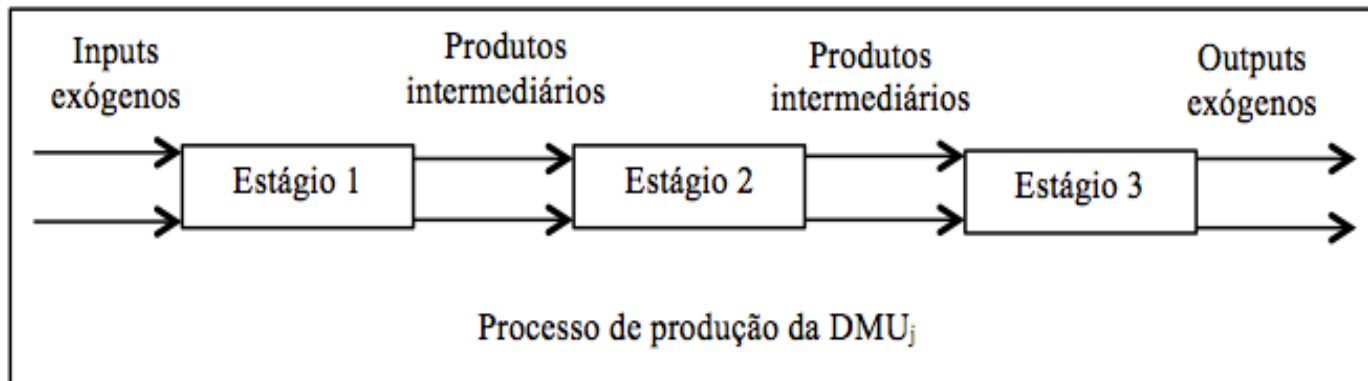 Inputs
exógenos
Produtos
intermediários
Produtos
intermediários
Outputs
exógenos
Estágio 1
Estágio 2
Estágio 3
Processo de produção da DMUj